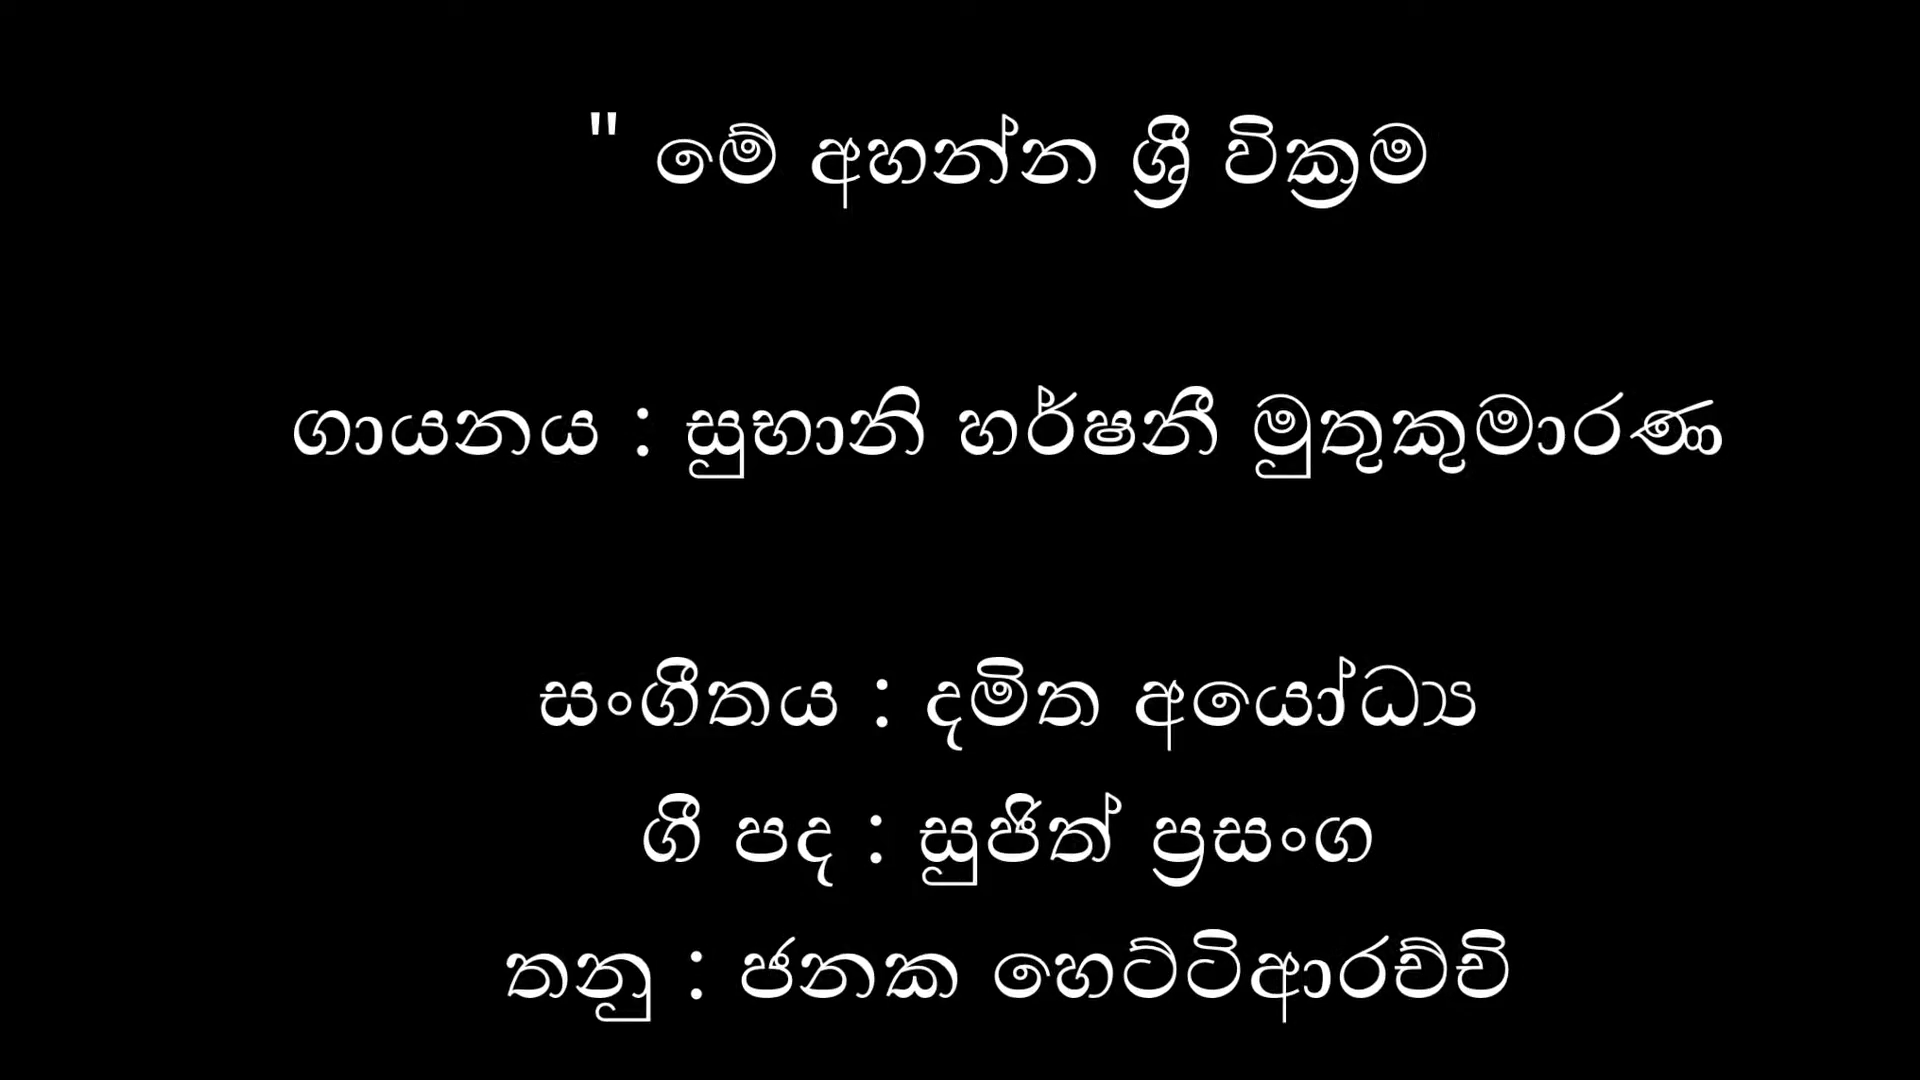 " මේ අහන්න ශ්‍රී වික්‍රම
ගායනය : සුභානි හර්ෂනී මුතුකුමාරණ
සංගීතය : දමිත අයෝධ්‍ය
ගී පද : සුජිත් ප්‍රසංග
තනු : ජනක හෙට්ටිආරච්චි